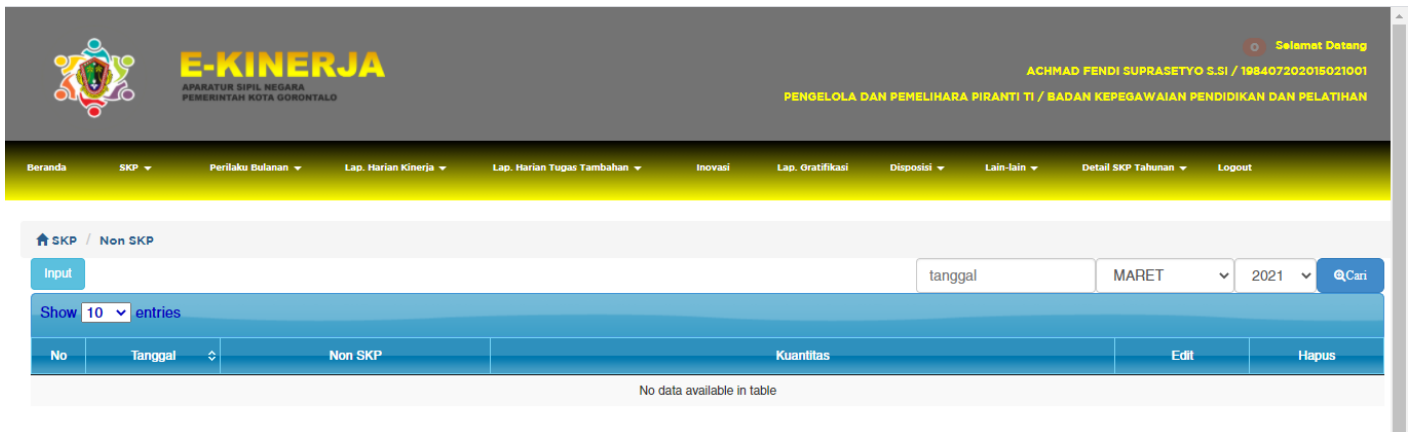 Selamat Datang
E-KINERJA
ACHMAD FENDI SUPRASETYO S.SI / 198407202015021001
APARATUR SIPIL NEGARA
PEMERINTAH KOTA GORONTALO
PENGELOLA DAN PEMELIHARA PIRANTI TI / BADAN KEPEGAWAIAN PENDIDIKAN DAN PELATIHAN
Beranda SKP Perilaku Bulanan Lap. Harian Kinerja Lap. Harian Tugas Tambahan Inovasi Lap. Gratifikasi Disposisi Lain-lain Detail SKP Tahunan Logout
SKP / Non SKP
Input tanggal MARET 2021 Cari
Show 10 entries
No Tanggal Non SKP Kuantitas Edit Hapus
No data available in table